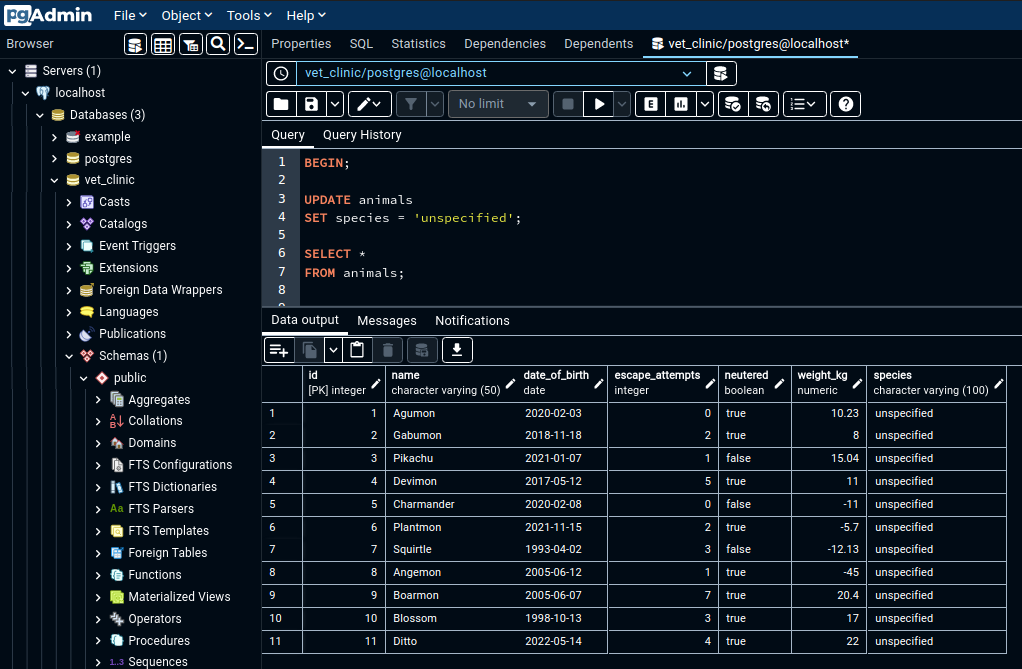 pgAdmin File Object Tools Help
Browser
Properties SQL Statistics Dependencies Dependents vet_clinic/postgres@localhost*
Servers (1)
localhost
Databases (3)
example
postgres
vet_clinic
Casts
Catalogs
Event Triggers
Extensions
Foreign Data Wrappers
Languages
Publications
Schemas (1)
public
Aggregates
Collations
Domains
FTS Configurations
FTS Dictionaries
Aa FTS Parsers
FTS Templates
Foreign Tables
Functions
Materialized Views
Operators
Procedures
1..3 Sequences
vet_clinic/postgres@localhost
No limit E
Query Query History
1 BEGIN;
2
3 UPDATE animals
4 SET species = 'unspecified';
5
6 SELECT *
7 FROM animals;
8
Data output Messages Notifications
id name date_of_birth escape_attempts neutered weight_kg species
[PK] integer character varying (50) date integer boolean numeric character varying (100)
1 1 Agumon 2020-02-03 0 true 10.23 unspecified
2 2 Gabumon 2018-11-18 2 true 8 unspecified
3 3 Pikachu 2021-01-07 1 false 15.04 unspecified
4 4 Devimon 2017-05-12 5 true 11 unspecified
5 5 Charmander 2020-02-08 0 false -11 unspecified
6 6 Plantmon 2021-11-15 2 true -5.7 unspecified
7 7 Squirtle 1993-04-02 3 false -12.13 unspecified
8 8 Angemon 2005-06-12 1 true -45 unspecified
9 9 Boarmon 2005-06-07 7 true 20.4 unspecified
10 10 Blossom 1998-10-13 3 true 17 unspecified
11 11 Ditto 2022-05-14 4 true 22 unspecified